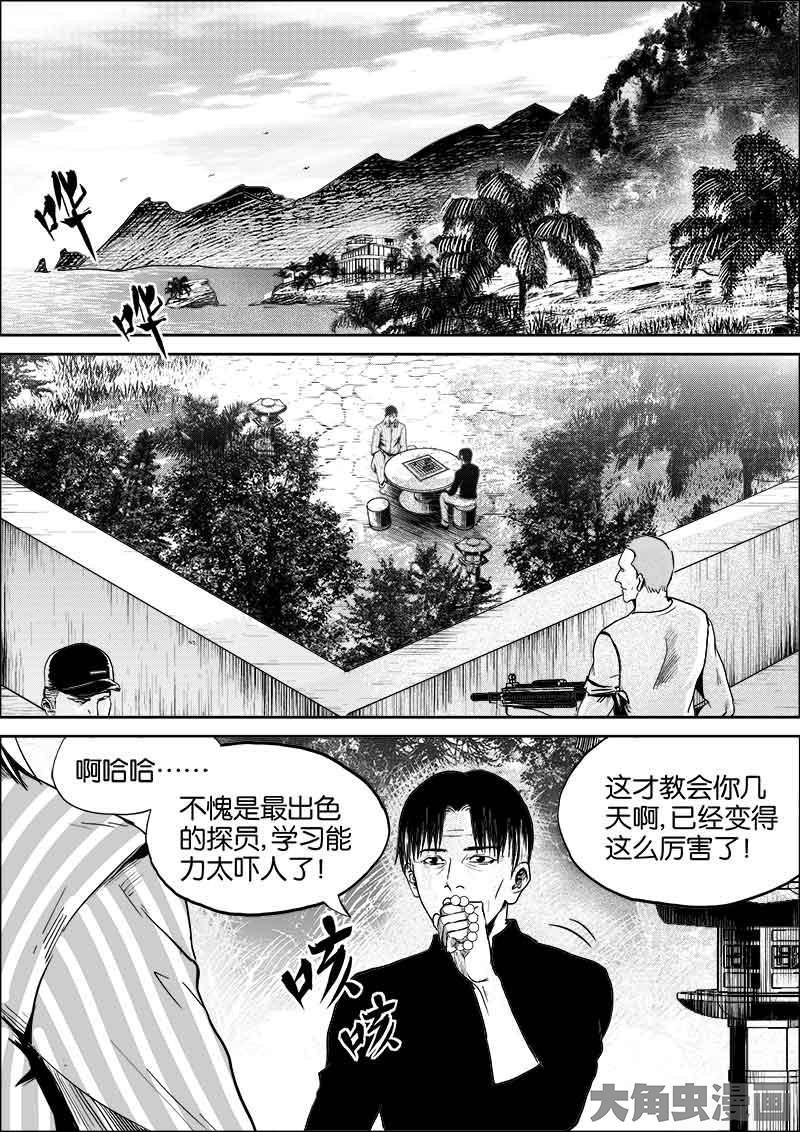 哗
哗
啊哈哈……
不愧是最出色
的探员,学习能
力太吓人了!
这才教会你几
天啊,已经变得
这么厉害了!
咳
咳
大角虫漫画